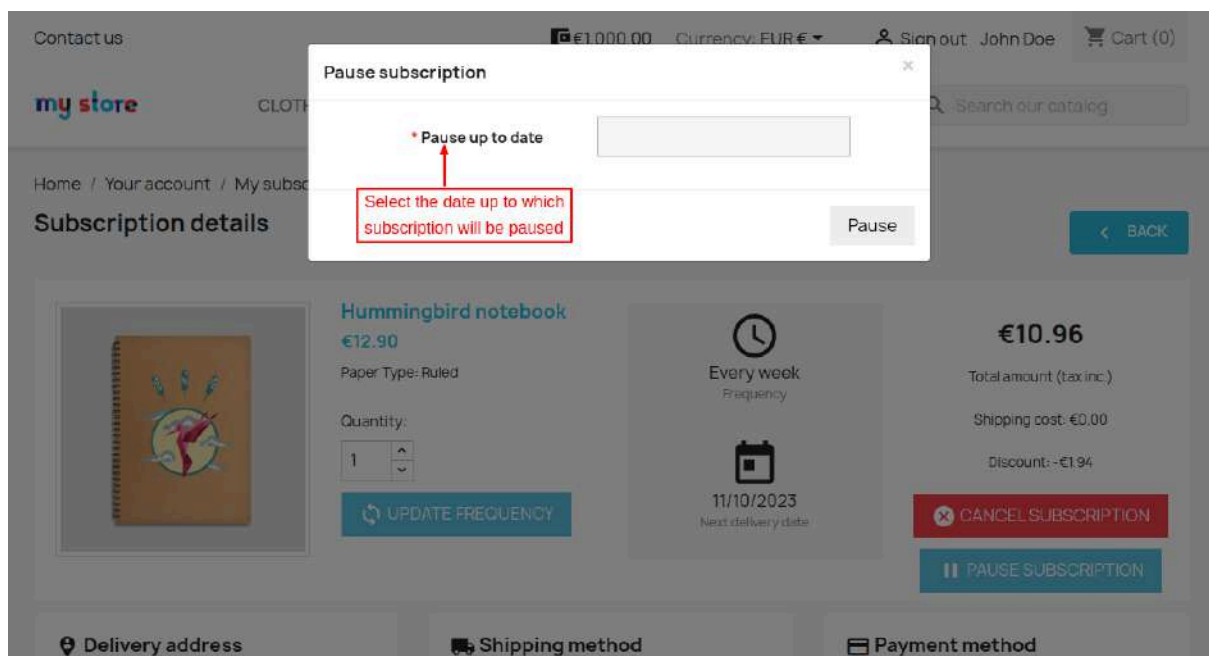 Contact us
€1,000.00 Currency: EUR € Sign out John Doe Cart (0)
Pause subscription ×
my store
CLOTH
Search our catalog
* Pause up to date
Home / Your account / My subsc
Select the date up to which
subscription will be paused
Subscription details
Pause
BACK
Hummingbird notebook
€12.90
Paper Type: Ruled
Quantity:
1
UPDATE FREQUENCY
Every week
Frequency
11/10/2023
Next delivery date
€10.96
Total amount (tax inc.)
Shipping cost: €0.00
Discount: -€1.94
CANCEL SUBSCRIPTION
PAUSE SUBSCRIPTION
Delivery address
Shipping method
Payment method